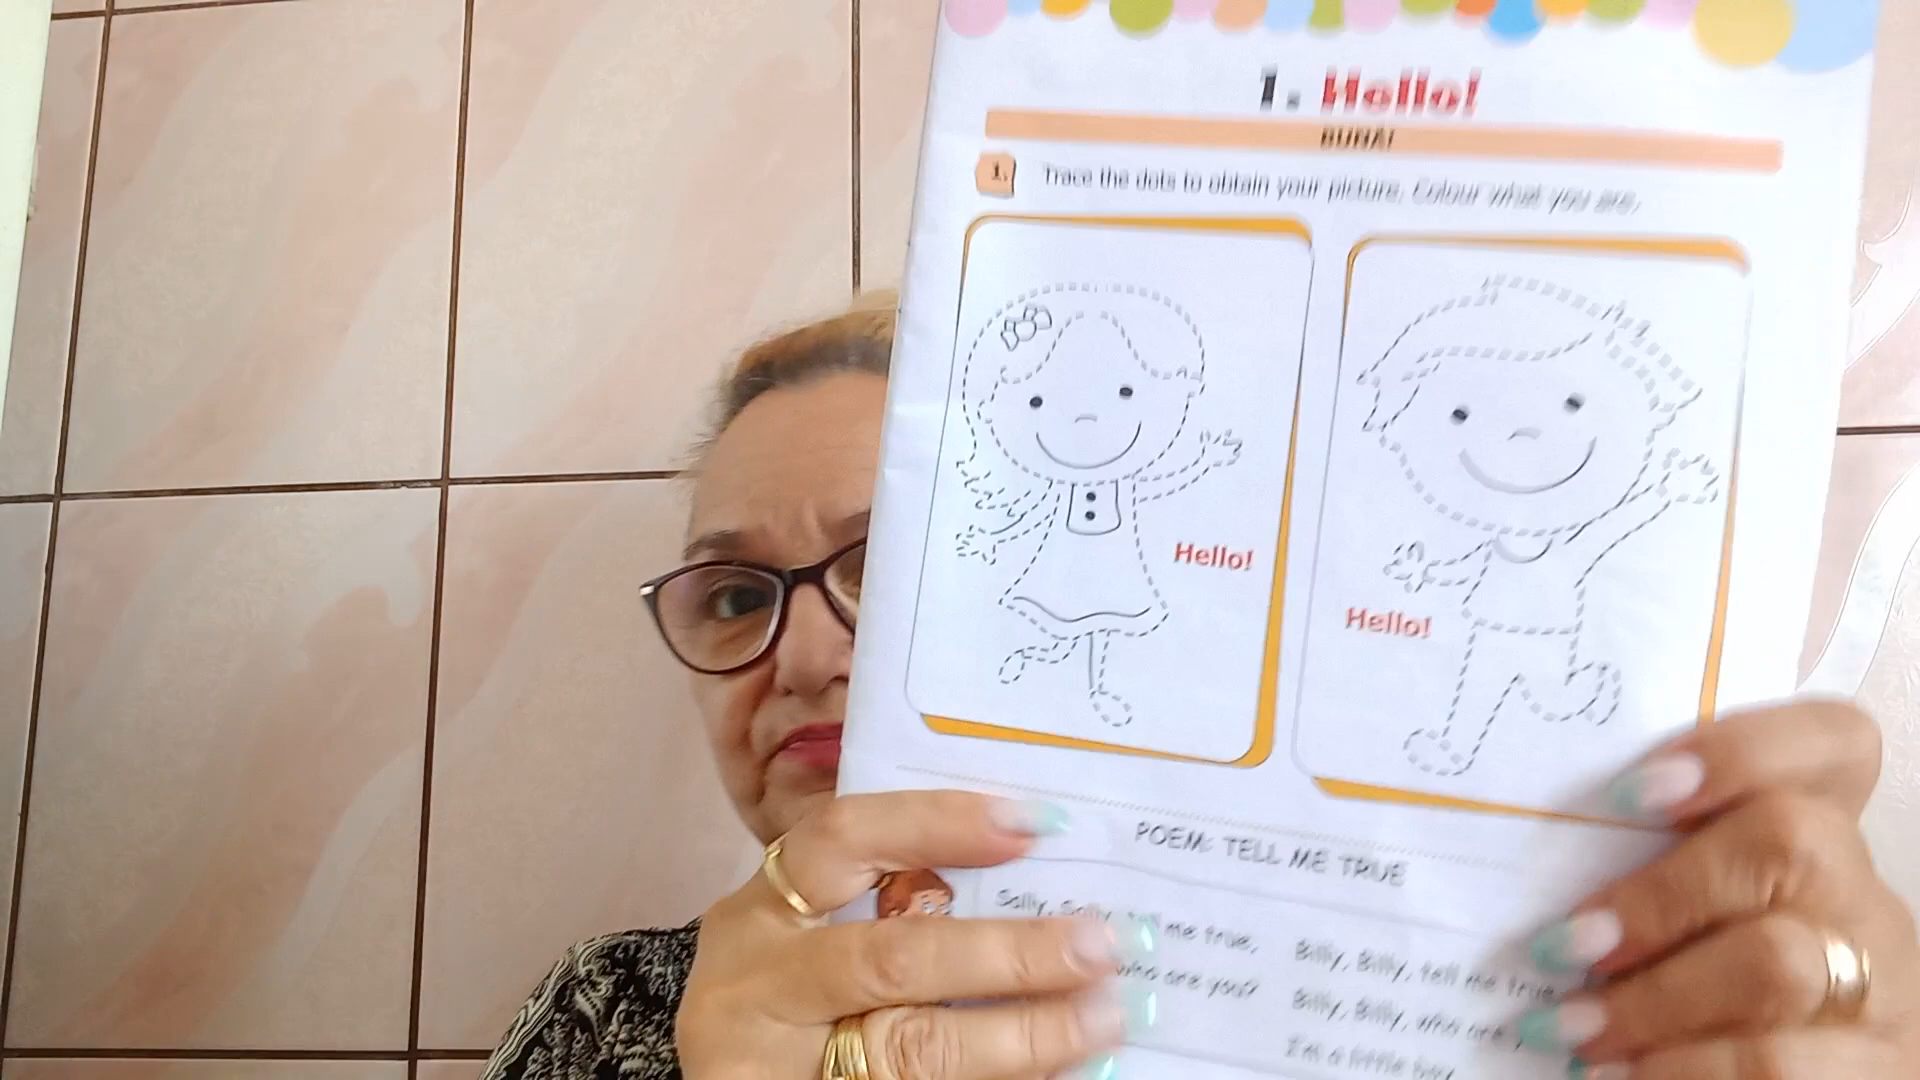 1. Hello!
BUNĂ!
1. Trace the dots to obtain your picture. Colour what you are.
Hello!
Hello!
POEM: TELL ME TRUE
Sally, Sally, tell me true,
who are you?
Billy, Billy, tell me true,
Billy, Billy, who are
I'm a little boy